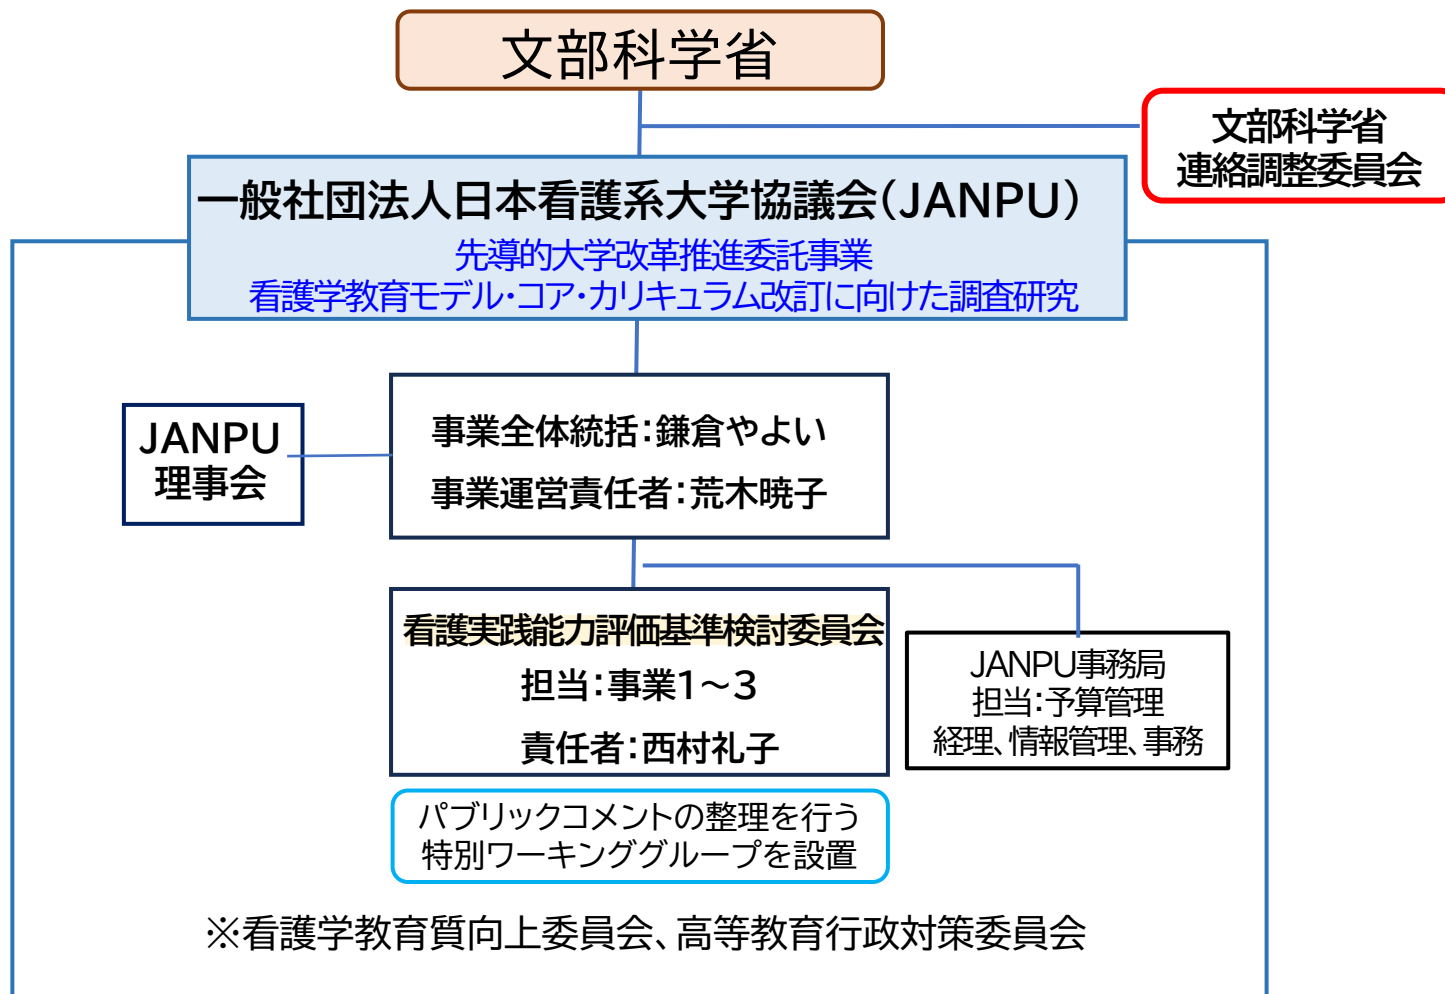 文部科学省
文部科学省
連絡調整委員会
一般社団法人日本看護系大学協議会(JANPU)
先導的大学改革推進委託事業
看護学教育モデル・コア・カリキュラム改訂に向けた調査研究
JANPU
理事会
事業全体統括：鎌倉やよい
事業運営責任者：荒木暁子
看護実践能力評価基準検討委員会
担当：事業1～3
責任者：西村礼子
JANPU事務局
担当：予算管理
経理、情報管理、事務
パブリックコメントの整理を行う
特別ワーキンググループを設置
※看護学教育質向上委員会、高等教育行政対策委員会